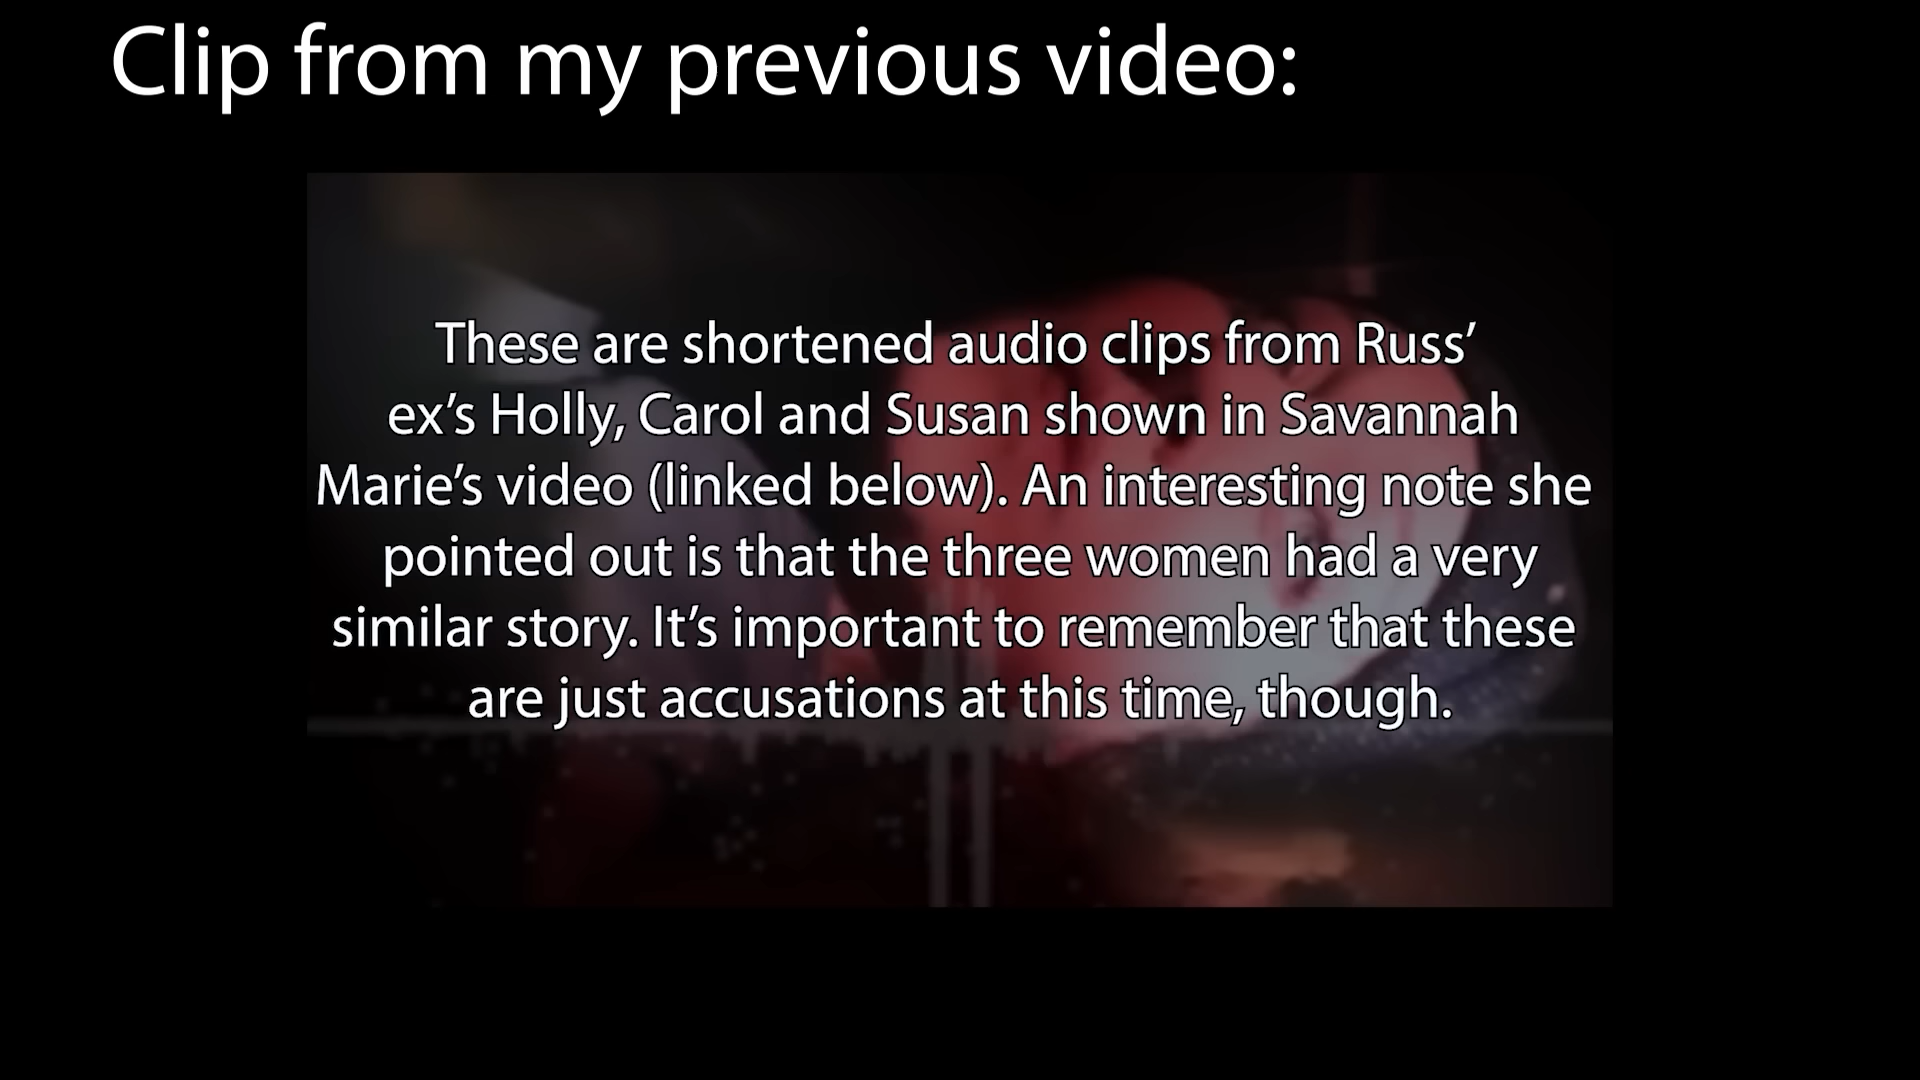 Clip from my previous video:
These are shortened audio clips from Russ’
ex’s Holly, Carol and Susan shown in Savannah
Marie’s video (linked below). An interesting note she
pointed out is that the three women had a very
similar story. It’s important to remember that these
are just accusations at this time, though.